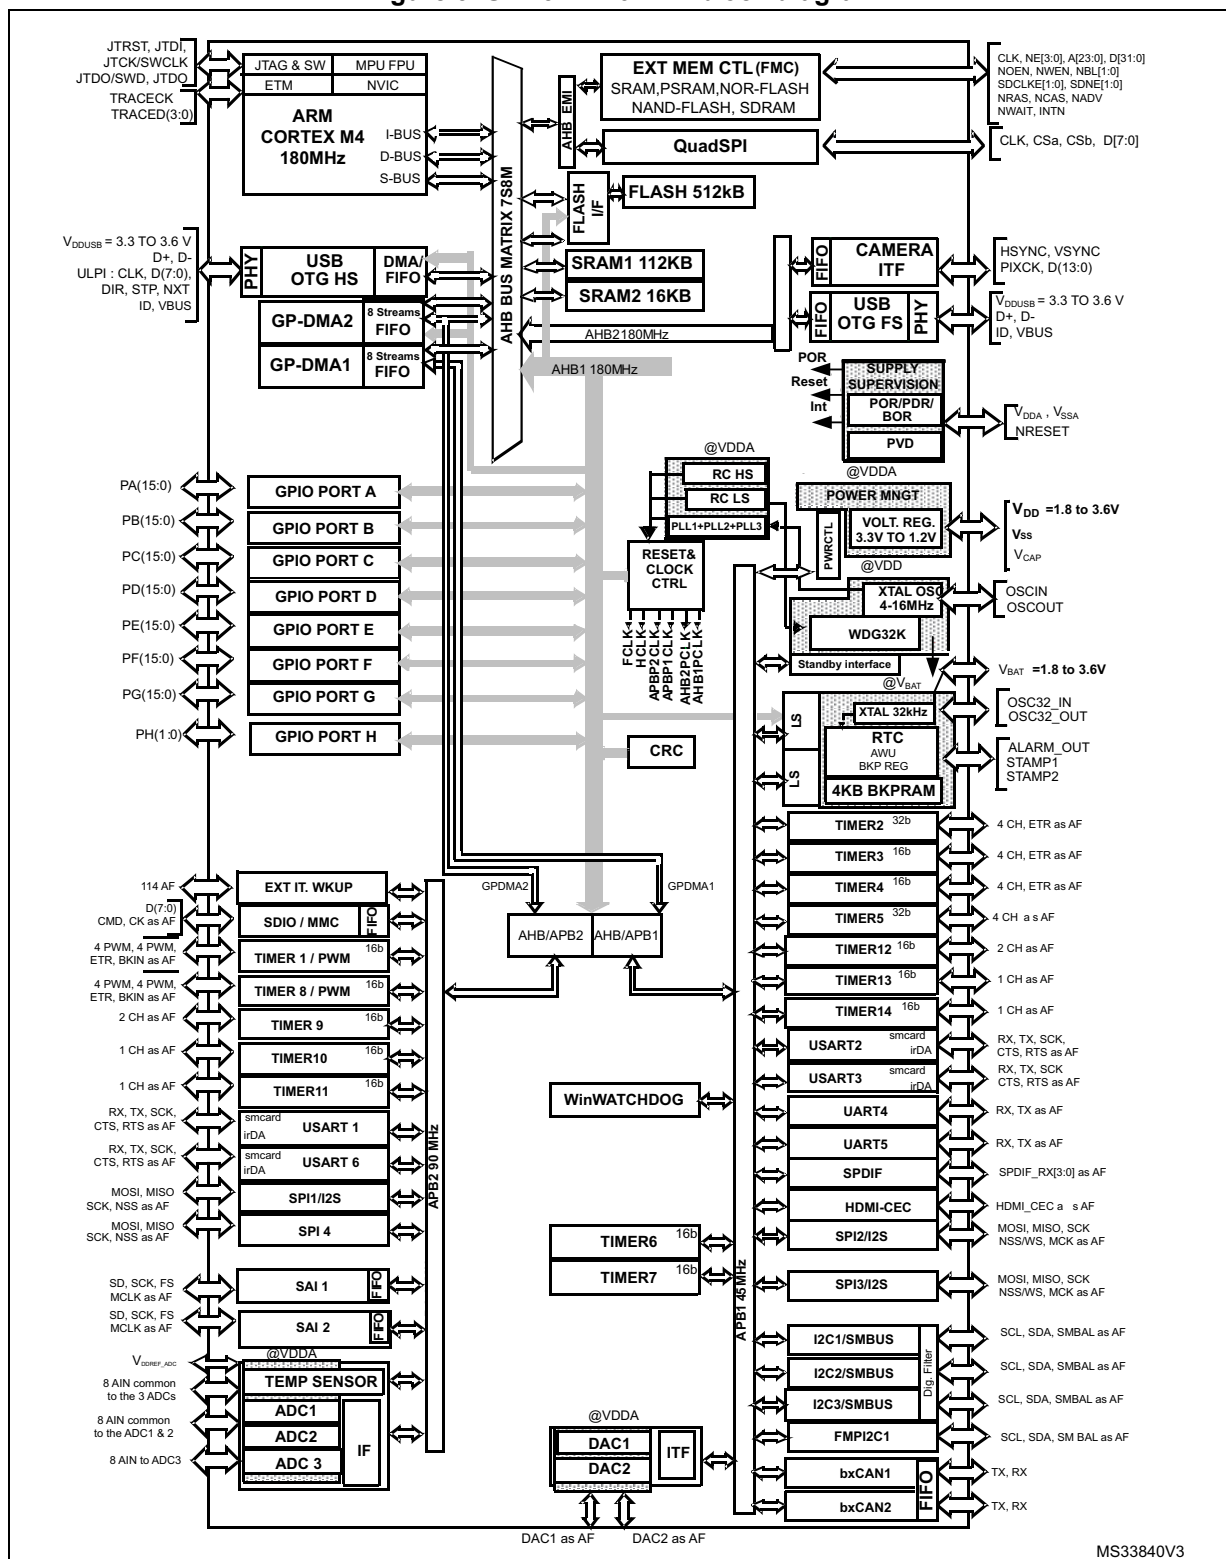 JTRST, JTDI,
JTCK/SWCLK
JTDO/SWD, JTDO
TRACECK
TRACED(3:0)
JTAG & SW
MPU FPU
ETM
NVIC
ARM
CORTEX M4
180MHz
I-BUS
D-BUS
S-BUS
AHB BUS MATRIX 7S8M
AHB EMI
EXT MEM CTL (FMC)
SRAM,PSRAM,NOR-FLASH
NAND-FLASH, SDRAM
QuadSPI
CLK, NE[3:0], A[23:0], D[31:0]
NOEN, NWEN, NBL[1:0]
SDCLKE[1:0], SDNE[1:0]
NRAS, NCAS, NADV
NWAIT, INTN
CLK, CSa, CSb, D[7:0]
FLASH
I/F
FLASH 512kB
SRAM1 112KB
SRAM2 16KB
VDDUSB = 3.3 TO 3.6 V
D+, D-
ULPI : CLK, D(7:0),
DIR, STP, NXT
ID, VBUS
PHY
USB
OTG HS
DMA/
FIFO
GP-DMA2
8 Streams
FIFO
GP-DMA1
8 Streams
FIFO
AHB2180MHz
AHB1 180MHz
FIFO
CAMERA
ITF
HSYNC, VSYNC
PIXCK, D(13:0)
FIFO
USB
OTG FS
PHY
VDDUSB = 3.3 TO 3.6 V
D+, D-
ID, VBUS
POR
Reset
Int
SUPPLY
SUPERVISION
POR/PDR/
BOR
PVD
VDDA , VSSA
NRESET
@VDDA
@VDDA
RC HS
RC LS
PLL1+PLL2+PLL3
POWER MNGT
VOLT. REG.
3.3V TO 1.2V
VDD =1.8 to 3.6V
Vss
VCAP
PWRCTL
@VDD
RESET&
CLOCK
CTRL
FCLK
HCLK
APBP2CLK
APBP1CLK
AHB2PCLK
AHB1PCLK
XTAL OSC
4-16MHz
OSCIN
OSCOUT
WDG32K
Standby interface
@VBAT
VBAT =1.8 to 3.6V
LS
LS
XTAL 32kHz
OSC32_IN
OSC32_OUT
RTC
AWU
BKP REG
4KB BKPRAM
ALARM_OUT
STAMP1
STAMP2
PA(15:0)
GPIO PORT A
PB(15:0)
GPIO PORT B
PC(15:0)
GPIO PORT C
PD(15:0)
GPIO PORT D
PE(15:0)
GPIO PORT E
PF(15:0)
GPIO PORT F
PG(15:0)
GPIO PORT G
PH(1:0)
GPIO PORT H
CRC
TIMER2 32b
4 CH, ETR as AF
TIMER3 16b
4 CH, ETR as AF
TIMER4 16b
4 CH, ETR as AF
TIMER5 32b
4 CH a s AF
TIMER12 16b
2 CH as AF
TIMER13 16b
1 CH as AF
TIMER14 16b
1 CH as AF
USART2 smcard
irDA
RX, TX, SCK,
CTS, RTS as AF
USART3 smcard
irDA
RX, TX, SCK
CTS, RTS as AF
UART4
RX, TX as AF
UART5
RX, TX as AF
SPDIF
SPDIF_RX[3:0] as AF
HDMI-CEC
HDMI_CEC a s AF
SPI2/I2S
MOSI, MISO, SCK
NSS/WS, MCK as AF
SPI3/I2S
MOSI, MISO, SCK
NSS/WS, MCK as AF
I2C1/SMBUS
SCL, SDA, SMBAL as AF
I2C2/SMBUS
SCL, SDA, SMBAL as AF
I2C3/SMBUS
SCL, SDA, SMBAL as AF
Dig. Filter
FMPI2C1
SCL, SDA, SM BAL as AF
bxCAN1
TX, RX
bxCAN2
TX, RX
FIFO
GPDMA2
GPDMA1
AHB/APB2
AHB/APB1
APB2 90 MHz
APB1 45MHz
114 AF
EXT IT. WKUP
D(7:0)
CMD, CK as AF
SDIO / MMC
FIFO
4 PWM, 4 PWM,
ETR, BKIN as AF
TIMER 1 / PWM 16b
4 PWM, 4 PWM,
ETR, BKIN as AF
TIMER 8 / PWM 16b
2 CH as AF
TIMER 9 16b
1 CH as AF
TIMER10 16b
1 CH as AF
TIMER11 16b
RX, TX, SCK,
CTS, RTS as AF
smcard
irDA
USART 1
RX, TX, SCK,
CTS, RTS as AF
smcard
irDA
USART 6
MOSI, MISO
SCK, NSS as AF
SPI1/I2S
MOSI, MISO
SCK, NSS as AF
SPI 4
SD, SCK, FS
MCLK as AF
SAI 1
FIFO
SD, SCK, FS
MCLK as AF
SAI 2
FIFO
@VDDA
VDDREF_ADC
TEMP SENSOR
8 AIN common
to the 3 ADCs
ADC1
8 AIN common
to the ADC1 & 2
ADC2
8 AIN to ADC3
ADC 3
IF
WinWATCHDOG
TIMER6 16b
TIMER7 16b
@VDDA
DAC1
DAC2
ITF
DAC1 as AF
DAC2 as AF
MS33840V3